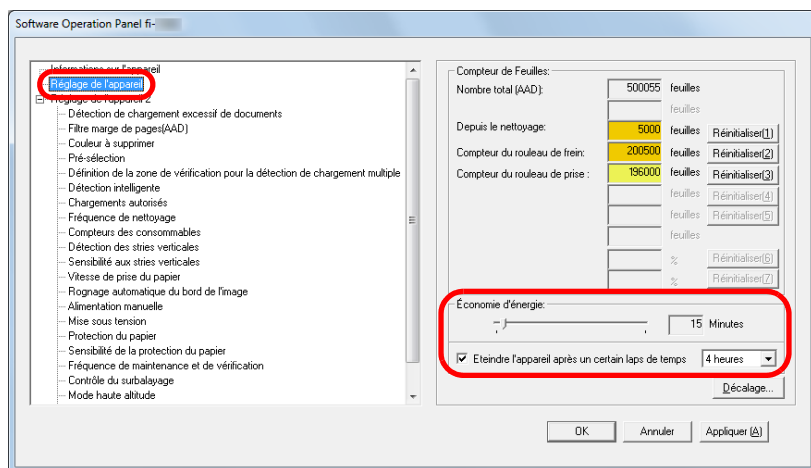 Software Operation Panel fi-
Informations sur l'appareil
Réglage de l'appareil
Réglage de l'appareil 2
Détection de chargement excessif de documents
Filtre marge de pages(AAD)
Couleur à supprimer
Pré-sélection
Définition de la zone de vérification pour la détection de chargement multiple
Détection intelligente
Chargements autorisés
Fréquence de nettoyage
Compteurs des consommables
Détection des stries verticales
Sensibilité aux stries verticales
Vitesse de prise du papier
Rognage automatique du bord de l'image
Alimentation manuelle
Mise sous tension
Protection du papier
Sensibilité de la protection du papier
Fréquence de maintenance et de vérification
Contrôle du surbalayage
Mode haute altitude
Compteur de Feuilles:
Nombre total (AAD): 500055 feuilles
feuilles
Depuis le nettoyage: 5000 feuilles Réinitialiser(1)
Compteur du rouleau de frein: 200500 feuilles Réinitialiser(2)
Compteur du rouleau de prise : 196000 feuilles Réinitialiser(3)
feuilles Réinitialiser(4)
feuilles Réinitialiser(5)
feuilles
% Réinitialiser(6)
% Réinitialiser(7)
Économie d'énergie:
15 Minutes
Eteindre l'appareil après un certain laps de temps 4 heures
Décalage...
OK Annuler Appliquer (A)